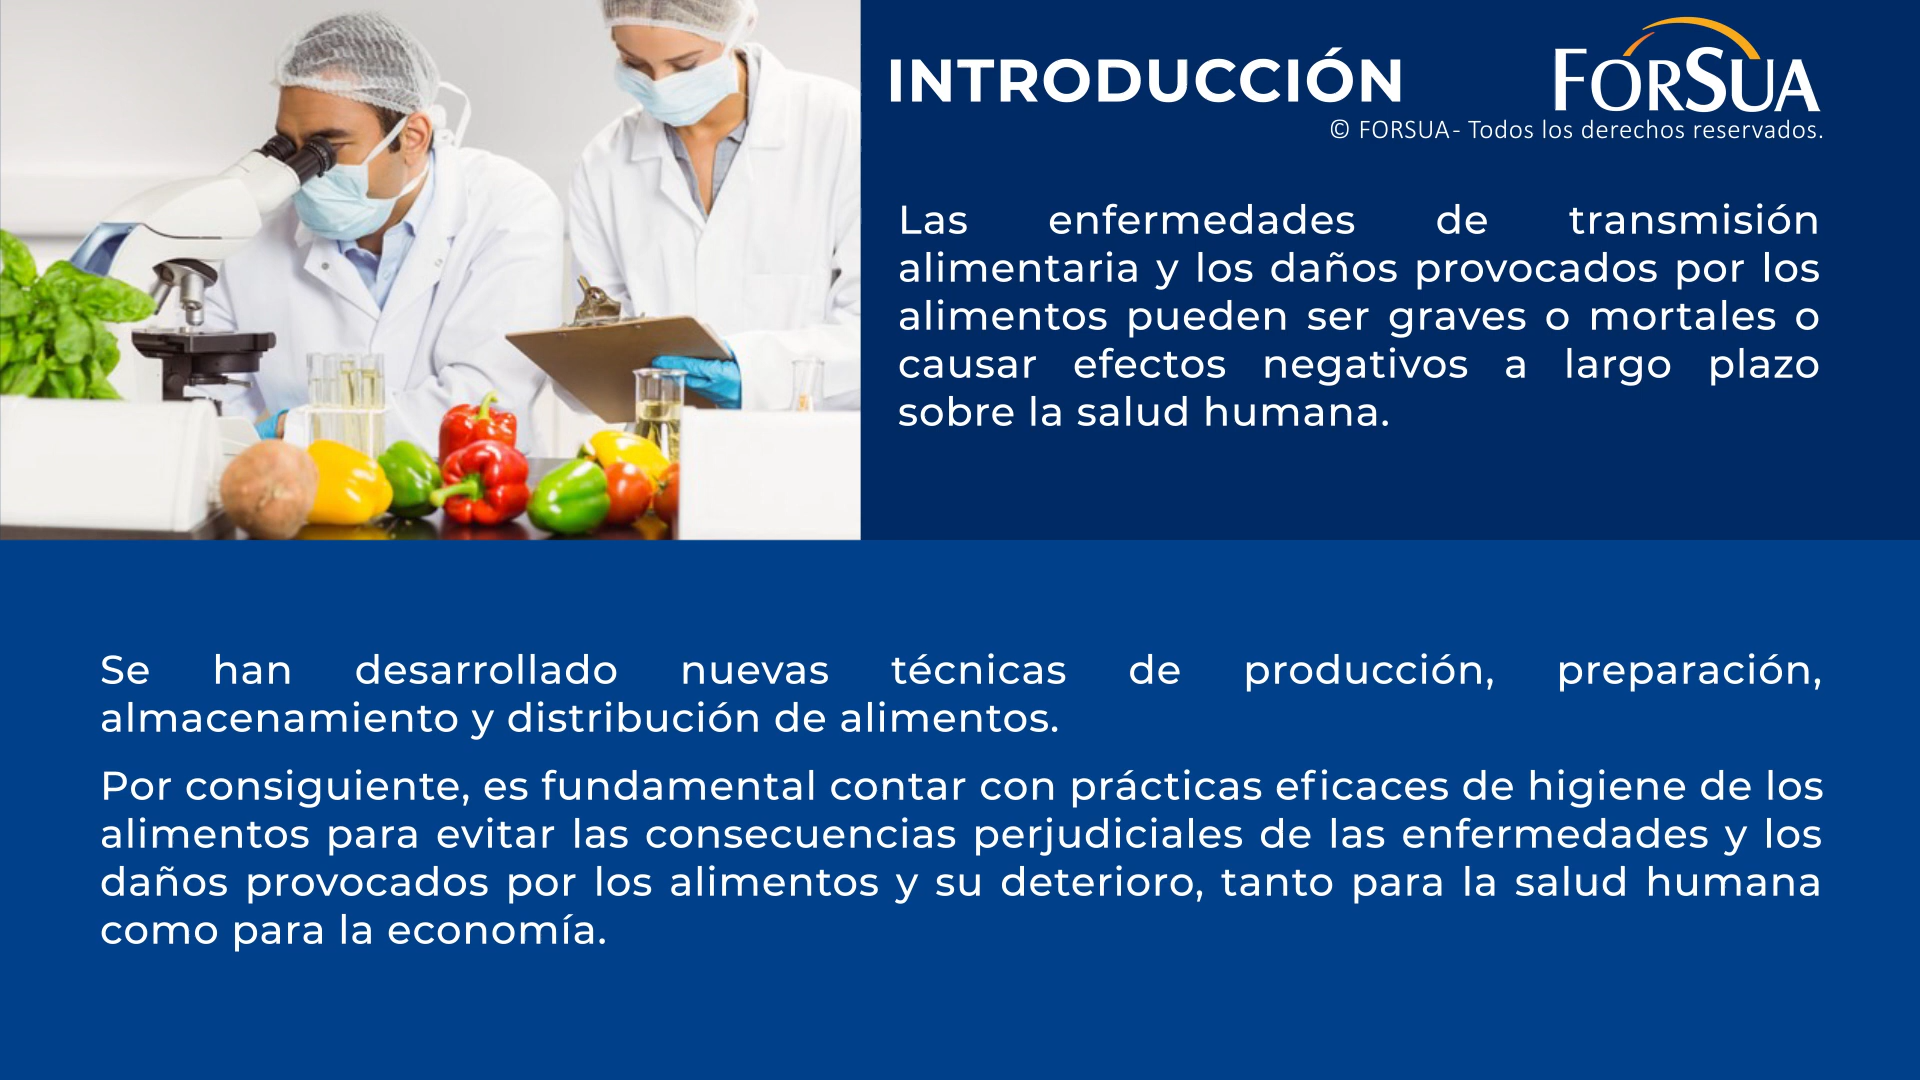 INTRODUCCIÓN
FORSUA
© FORSUA- Todos los derechos reservados.
Las enfermedades de transmisión
alimentaria y los daños provocados por los
alimentos pueden ser graves o mortales o
causar efectos negativos a largo plazo
sobre la salud humana.
Se han desarrollado nuevas técnicas de producción, preparación,
almacenamiento y distribución de alimentos.
Por consiguiente, es fundamental contar con prácticas eficaces de higiene de los
alimentos para evitar las consecuencias perjudiciales de las enfermedades y los
daños provocados por los alimentos y su deterioro, tanto para la salud humana
como para la economía.